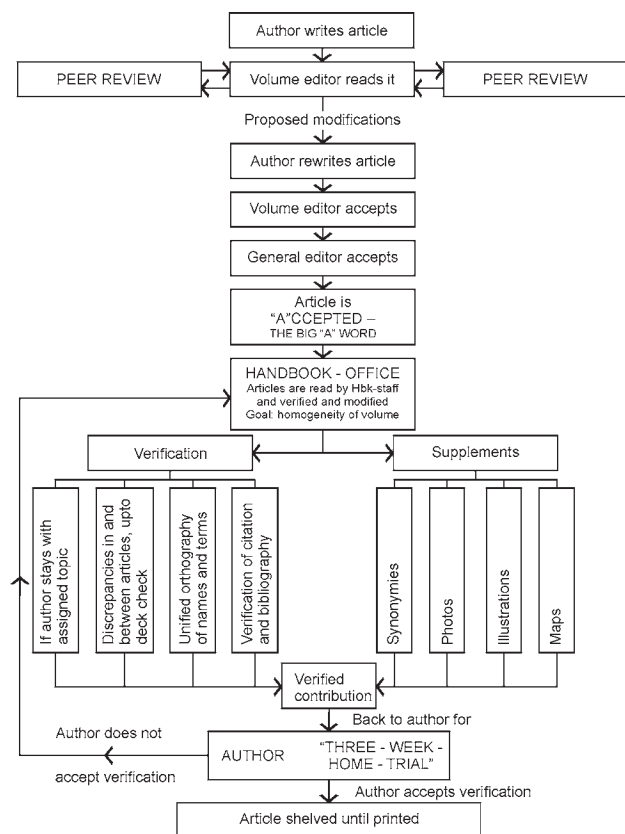 Author writes article
PEER REVIEW
Volume editor reads it
PEER REVIEW
Proposed modifications
Author rewrites article
Volume editor accepts
General editor accepts
Article is
“A”CCEPTED –
THE BIG “A” WORD
HANDBOOK - OFFICE
Articles are read by Hbk-staff
and verified and modified
Goal: homogeneity of volume
Verification
Supplements
If author stays with
assigned topic
Discrepancies in and
between articles, upto
deck check
Unified orthography
of names and terms
Verification of citation
and bibliography
Synonymies
Photos
Illustrations
Maps
Verified
contribution
Back to author for
Author does not
accept verification
AUTHOR
“THREE - WEEK -
HOME - TRIAL”
Author accepts verification
Article shelved until printed